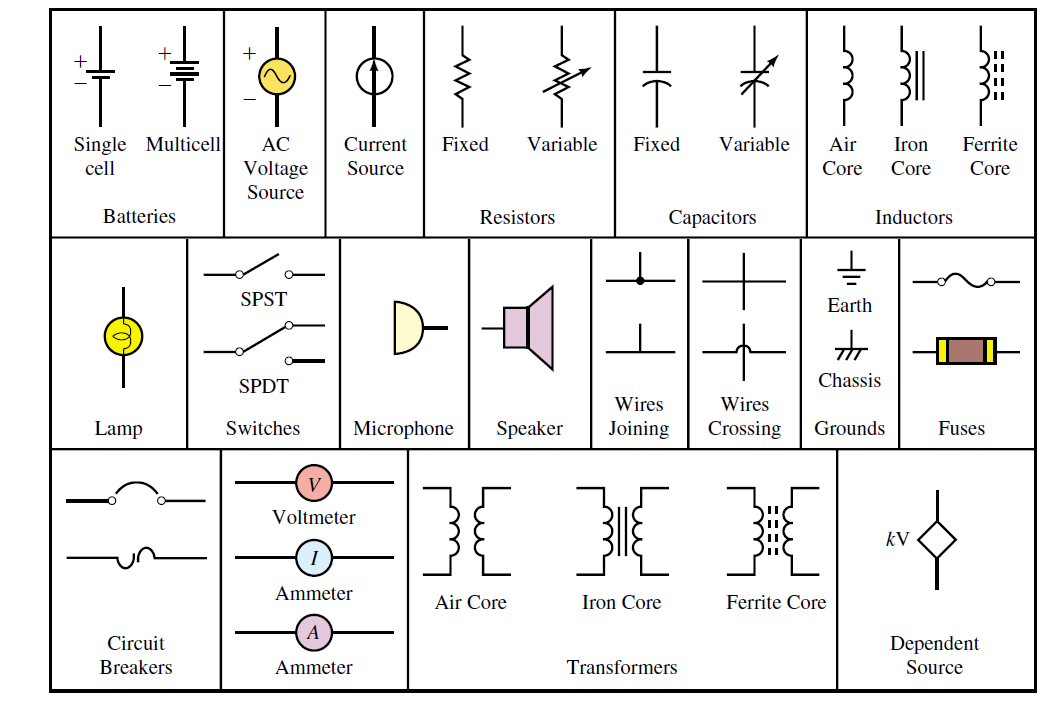 +
−
Single
cell
+
−
Multicell
Batteries
+
−
AC
Voltage
Source
Current
Source
Fixed
Variable
Resistors
Fixed
Variable
Capacitors
Air
Core
Iron
Core
Ferrite
Core
Inductors
Lamp
SPST
SPDT
Switches
Microphone
Speaker
Wires
Joining
Wires
Crossing
Earth
Chassis
Grounds
Fuses
Circuit
Breakers
V
Voltmeter
I
Ammeter
A
Ammeter
Air Core
Iron Core
Ferrite Core
Transformers
kV
Dependent
Source